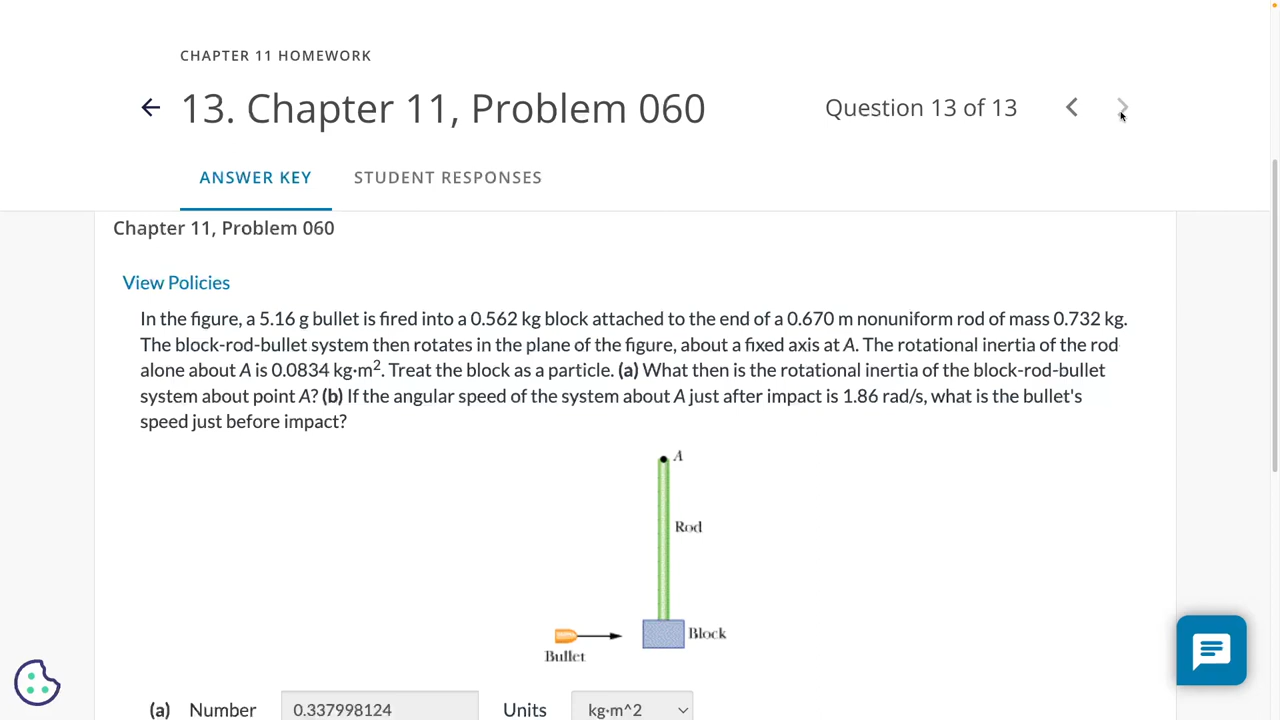 CHAPTER 11 HOMEWORK
13. Chapter 11, Problem 060
Question 13 of 13
ANSWER KEY
STUDENT RESPONSES
Chapter 11, Problem 060
View Policies
In the figure, a 5.16 g bullet is fired into a 0.562 kg block attached to the end of a 0.670 m nonuniform rod of mass 0.732 kg.
The block-rod-bullet system then rotates in the plane of the figure, about a fixed axis at A. The rotational inertia of the rod
alone about A is 0.0834 kg·m². Treat the block as a particle. (a) What then is the rotational inertia of the block-rod-bullet
system about point A? (b) If the angular speed of the system about A just after impact is 1.86 rad/s, what is the bullet's
speed just before impact?
A
Rod
Block
Bullet
(a) Number 0.337998124 Units kg·m^2